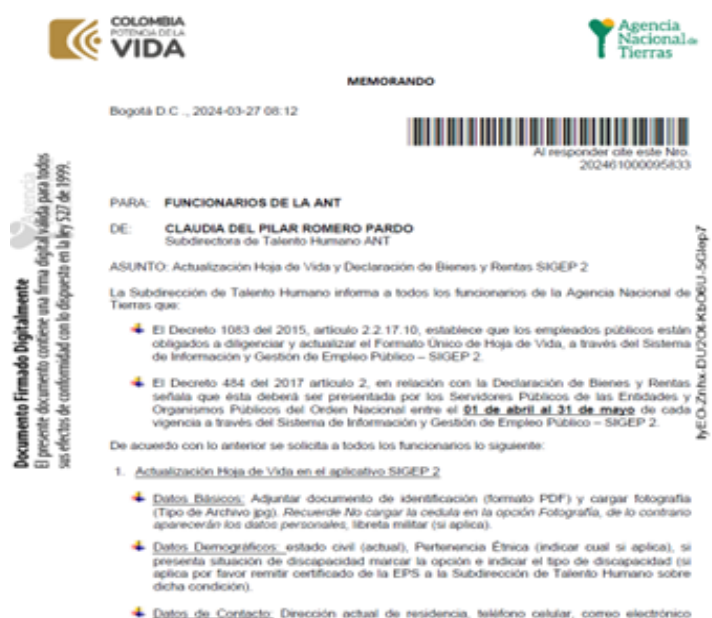 COLOMBIA
POTENCIA DE LA
VIDA
Agencia
Nacional de
Tierras
MEMORANDO
Bogotá D.C ., 2024-03-27 08:12
Al responder cite este Nro.
202461000095833
PARA: FUNCIONARIOS DE LA ANT
DE: CLAUDIA DEL PILAR ROMERO PARDO
Subdirectora de Talento Humano ANT
ASUNTO: Actualización Hoja de Vida y Declaración de Bienes y Rentas SIGEP 2
La Subdirección de Talento Humano informa a todos los funcionarios de la Agencia Nacional de
Tierras que:
El Decreto 1083 del 2015, artículo 2.2.17.10, establece que los empleados públicos están
obligados a diligenciar y actualizar el Formato Único de Hoja de Vida, a través del Sistema
de Información y Gestión de Empleo Público – SIGEP 2.
El Decreto 484 del 2017 artículo 2, en relación con la Declaración de Bienes y Rentas
señala que ésta deberá ser presentada por los Servidores Públicos de las Entidades y
Organismos Públicos del Orden Nacional entre el 01 de abril al 31 de mayo de cada
vigencia a través del Sistema de Información y Gestión de Empleo Público – SIGEP 2.
De acuerdo con lo anterior se solicita a todos los funcionarios lo siguiente:
1. Actualización Hoja de Vida en el aplicativo SIGEP 2
Datos Básicos: Adjuntar documento de identificación (formato PDF) y cargar fotografía
(Tipo de Archivo jpg). Recuerde No cargar la cedula en la opción Fotografía, de lo contrario
aparecerán los datos personales, libreta militar (si aplica).
Datos Demográficos: estado civil (actual), Pertenencia Étnica (indicar cual si aplica), si
presenta situación de discapacidad marcar la opción e indicar el tipo de discapacidad (si
aplica por favor remitir certificado de la EPS a la Subdirección de Talento Humano sobre
dicha condición).
Datos de Contacto: Dirección actual de residencia, teléfono celular, correo electrónico
Documento Firmado Digitalmente
El presente documento contiene una firma digital válida para todos
sus efectos de conformidad con lo dispuesto en la ley 527 de 1999.
Agencia